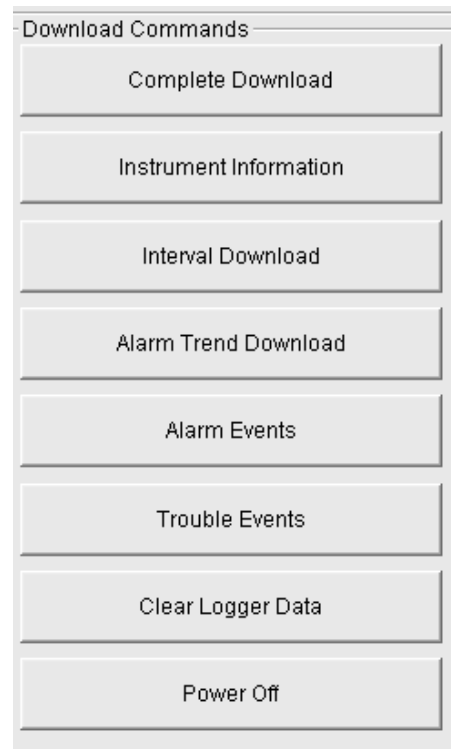 Download Commands
Complete Download
Instrument Information
Interval Download
Alarm Trend Download
Alarm Events
Trouble Events
Clear Logger Data
Power Off